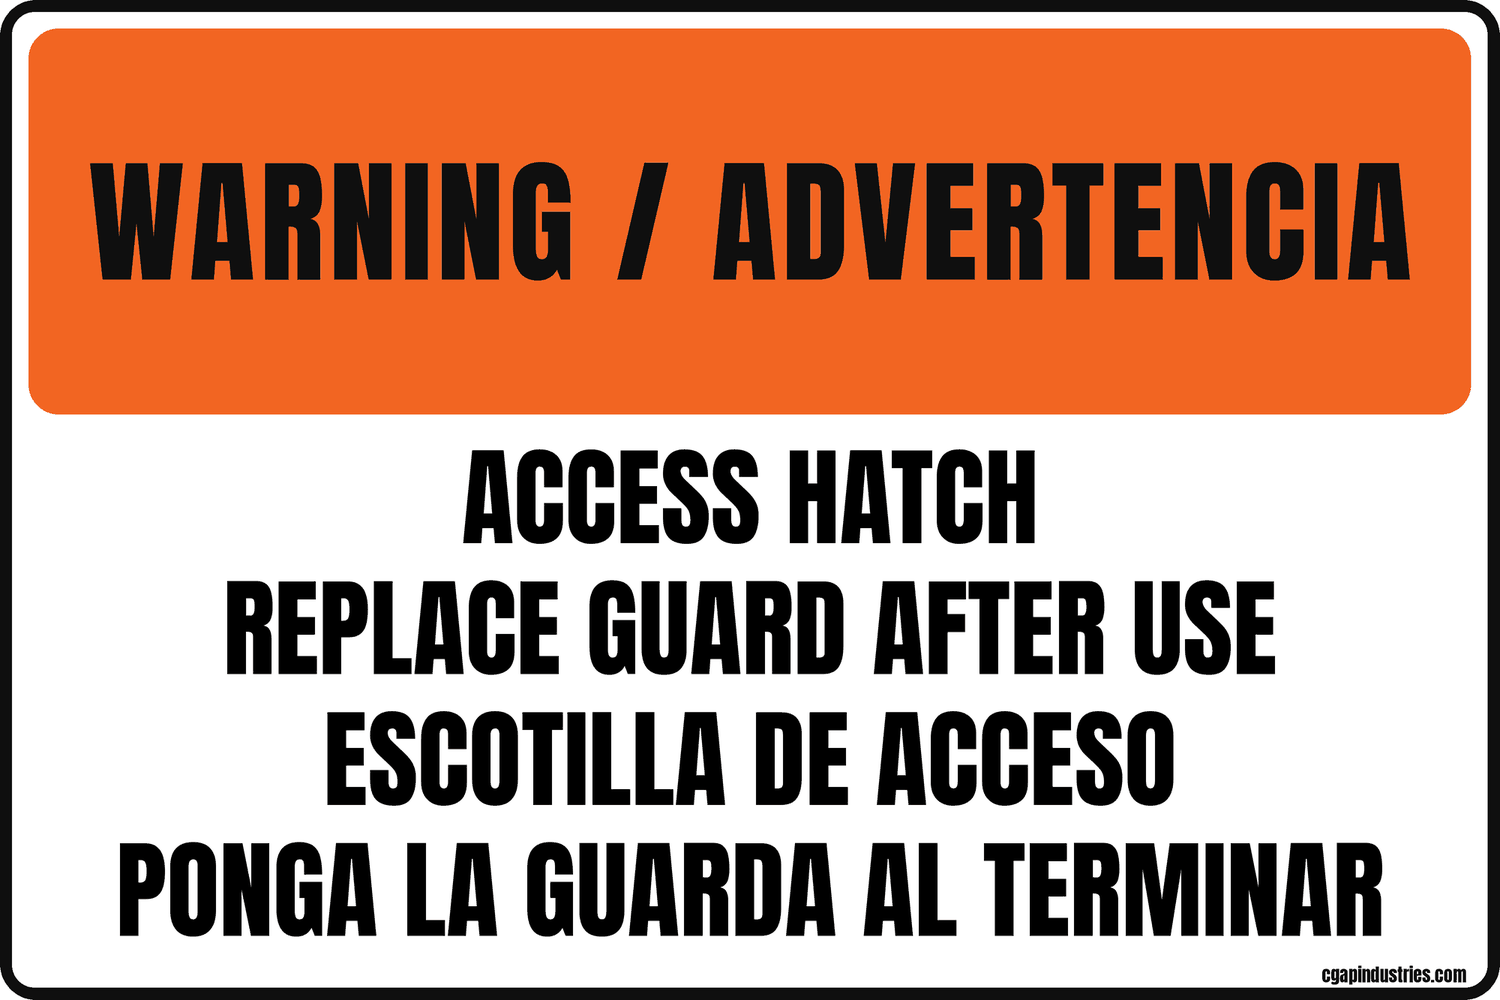 WARNING / ADVERTENCIA
ACCESS HATCH
REPLACE GUARD AFTER USE
ESCOTILLA DE ACCESO
PONGA LA GUARDA AL TERMINAR
cgapindustries.com